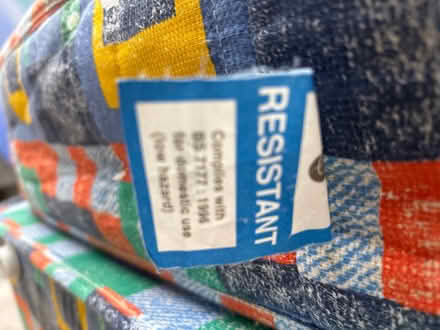 RESISTANT
Complies with
BS 7177 : 1996
for domestic use
(low hazard)